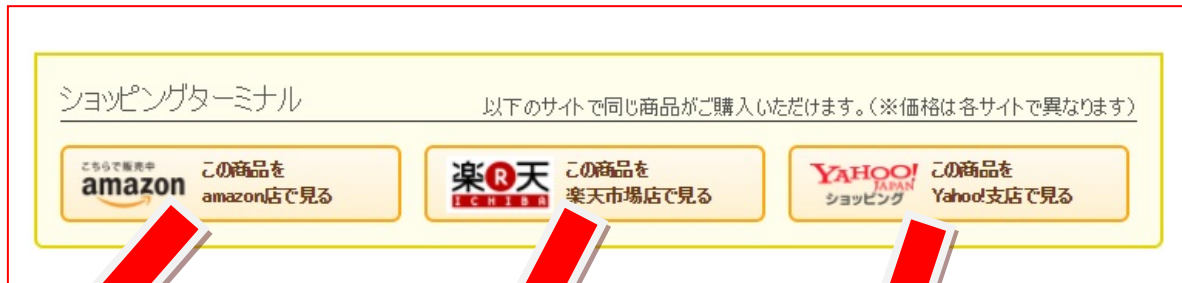 ショッピングターミナル
以下のサイトで同じ商品がご購入いただけます。(※価格は各サイトで異なります)
こちらで販売中
amazon
この商品を
amazon店で見る
楽R天
ICHIBA
この商品を
楽天市場店で見る
YAHOO!
JAPAN
ショッピング
この商品を
Yahoo!支店で見る